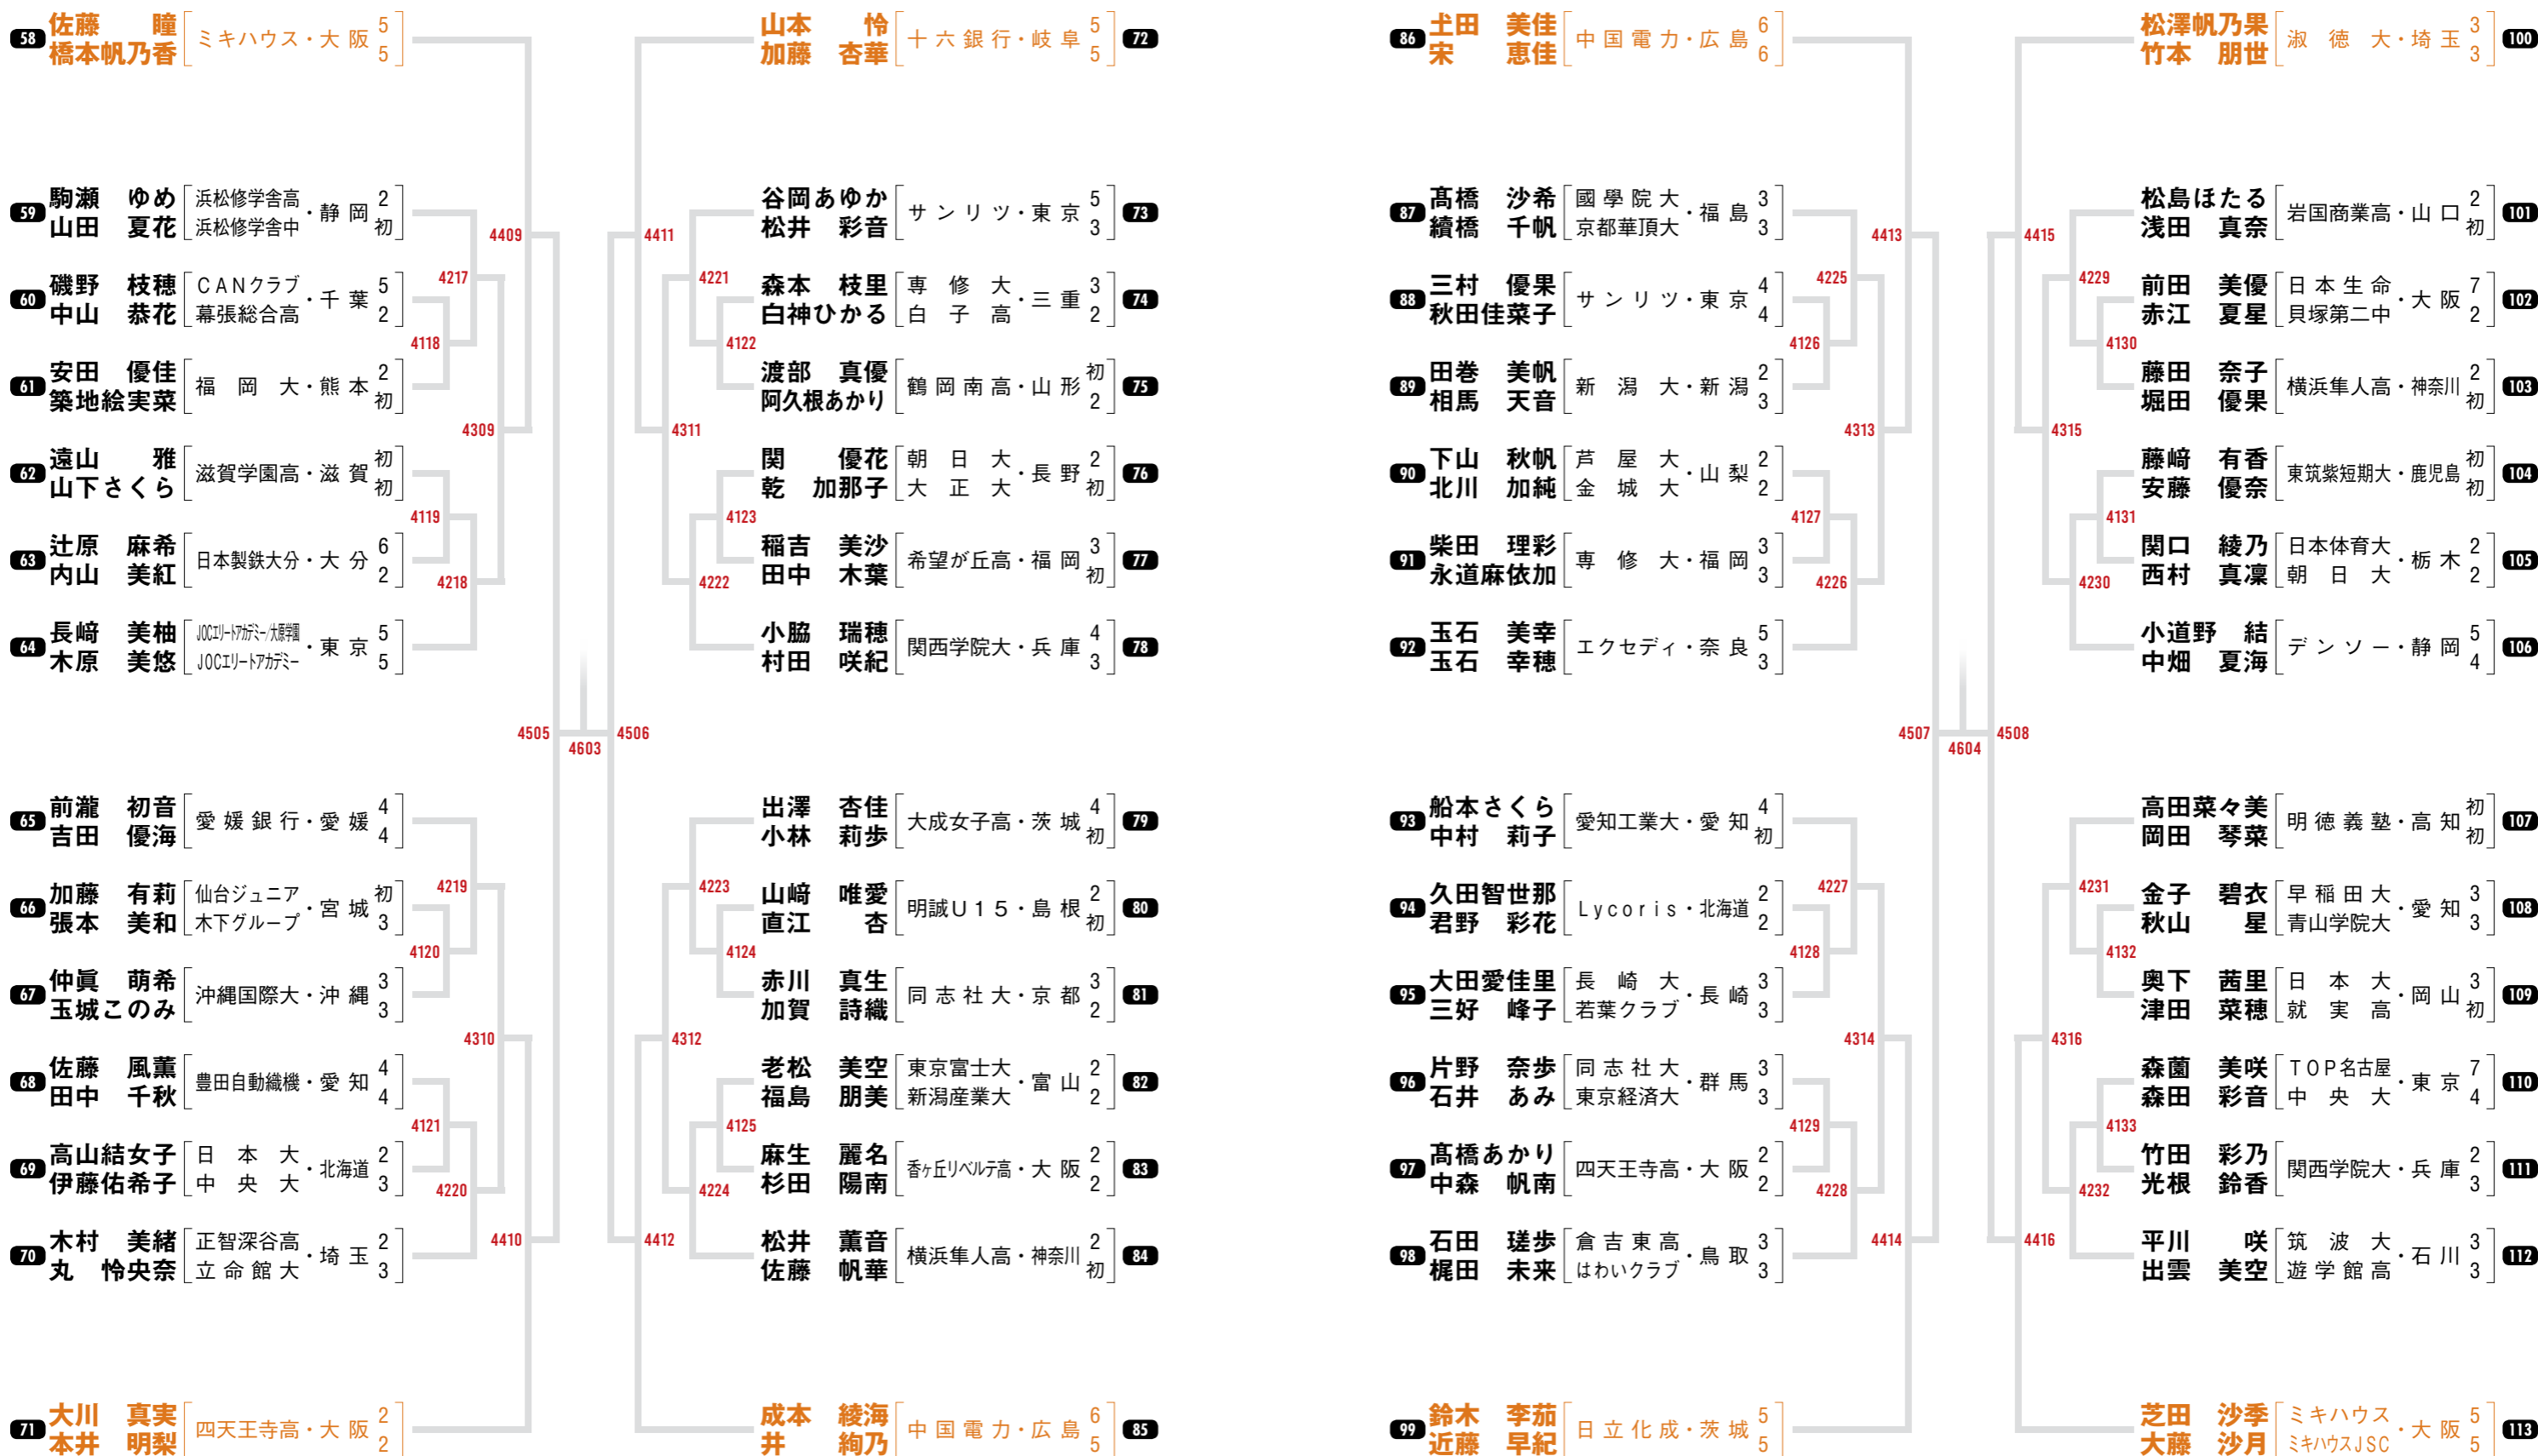 58 佐藤 瞳 ミキハウス・大阪 5
橋本帆乃香 5
59 駒瀬 ゆめ 浜松修学舎高・静岡 2
山田 夏花 浜松修学舎中 初
60 磯野 枝穂 CANクラブ・千葉 5
中山 恭花 幕張総合高 2
61 安田 優佳 福岡大・熊本 2
築地絵実菜 初
62 遠山 雅 滋賀学園高・滋賀 初
山下さくら 初
63 辻原 麻希 日本製鉄大分・大分 6
内山 美紅 2
64 長﨑 美柚 JOCエリートアカデミー/大原学園・東京 5
木原 美悠 JOCエリートアカデミー 5
65 前瀧 初音 愛媛銀行・愛媛 4
吉田 優海 4
66 加藤 有莉 仙台ジュニア・宮城 初
張本 美和 木下グループ 3
67 仲眞 萌希 沖縄国際大・沖縄 3
玉城このみ 3
68 佐藤 風薫 豊田自動織機・愛知 4
田中 千秋 4
69 高山結女子 日本大・北海道 2
伊藤佑希子 中央大 3
70 木村 美緒 正智深谷高・埼玉 2
丸 怜央奈 立命館大 3
71 大川 真実 四天王寺高・大阪 2
本井 明梨 2
4409
4217
4118
4309
4119
4218
4505
4219
4120
4310
4121
4220
4410
4603
山本 怜 十六銀行・岐阜 5 72
加藤 杏華 5
谷岡あゆか サンリツ・東京 5 73
松井 彩音 3
森本 枝里 専修大・三重 3 74
白神ひかる 白子高 2
渡部 真優 鶴岡南高・山形 初 75
阿久根あかり 2
関 優花 朝日大・長野 2 76
乾 加那子 大正大 初
稲吉 美沙 希望が丘高・福岡 3 77
田中 木葉 初
小脇 瑞穂 関西学院大・兵庫 4 78
村田 咲紀 3
出澤 杏佳 大成女子高・茨城 4 79
小林 莉歩 初
山﨑 唯愛 明誠U15・島根 2 80
直江 杏 初
赤川 真生 同志社大・京都 3 81
加賀 詩織 2
老松 美空 東京富士大・富山 2 82
福島 朋美 新潟産業大 2
麻生 麗名 香ヶ丘リベルテ高・大阪 2 83
杉田 陽南 2
松井 薫音 横浜隼人高・神奈川 2 84
佐藤 帆華 初
成本 綾海 中国電力・広島 6 85
井 絢乃 5
4411
4221
4122
4311
4123
4222
4506
4223
4124
4312
4125
4224
4412
86 土田 美佳 中国電力・広島 6
宋 恵佳 6
87 髙橋 沙希 國學院大・福島 3
續橋 千帆 京都華頂大 3
88 三村 優果 サンリツ・東京 4
秋田佳菜子 4
89 田巻 美帆 新潟大・新潟 2
相馬 天音 3
90 下山 秋帆 芦屋大・山梨 2
北川 加純 金城大 2
91 柴田 理彩 専修大・福岡 3
永道麻依加 3
92 玉石 美幸 エクセディ・奈良 5
玉石 幸穂 3
93 船本さくら 愛知工業大・愛知 4
中村 莉子 初
94 久田智世那 Lycoris・北海道 2
君野 彩花 2
95 大田愛佳里 長崎大・長崎 3
三好 峰子 若葉クラブ 3
96 片野 奈歩 同志社大・群馬 3
石井 あみ 東京経済大 3
97 髙橋あかり 四天王寺高・大阪 2
中森 帆南 2
98 石田 瑳歩 倉吉東高・鳥取 3
梶田 未来 はわいクラブ 3
99 鈴木 李茄 日立化成・茨城 5
近藤 早紀 5
4413
4225
4126
4313
4127
4226
4507
4227
4128
4314
4129
4228
4414
4604
松澤帆乃果 淑徳大・埼玉 3 100
竹本 朋世 3
松島ほたる 岩国商業高・山口 2 101
浅田 真奈 初
前田 美優 日本生命・大阪 7 102
赤江 夏星 貝塚第二中 2
藤田 奈子 横浜隼人高・神奈川 2 103
堀田 優果 初
藤﨑 有香 東筑紫短期大・鹿児島 初 104
安藤 優奈 初
関口 綾乃 日本体育大・栃木 2 105
西村 真凜 朝日大 2
小道野 結 デンソー・静岡 5 106
中畑 夏海 4
高田菜々美 明徳義塾・高知 初 107
岡田 琴菜 初
金子 碧衣 早稲田大・愛知 3 108
秋山 星 青山学院大 3
奥下 茜里 日本大・岡山 3 109
津田 菜穂 就実高 初
森薗 美咲 TOP名古屋・東京 7 110
森田 彩音 中央大 4
竹田 彩乃 関西学院大・兵庫 2 111
光根 鈴香 3
平川 咲 筑波大・石川 3 112
出雲 美空 遊学館高 3
芝田 沙季 ミキハウス・大阪 5 113
大藤 沙月 ミキハウスJSC 5
4415
4229
4130
4315
4131
4230
4508
4231
4132
4316
4133
4232
4416